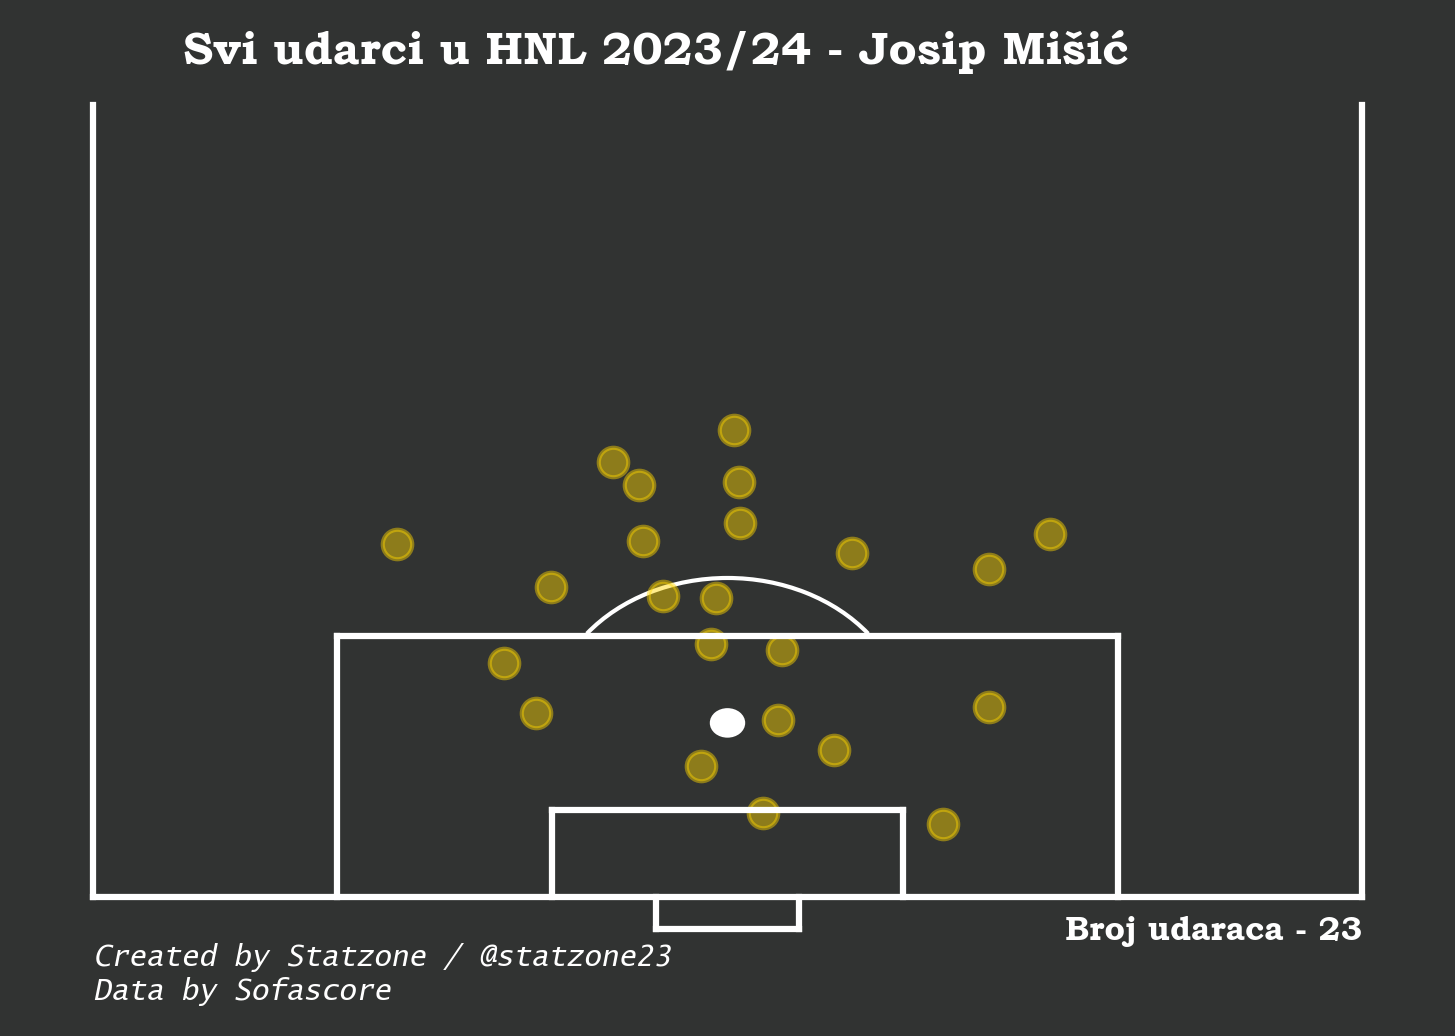 Svi udarci u HNL 2023/24 - Josip Mišić
Broj udaraca - 23
Created by Statzone / @statzone23
Data by Sofascore